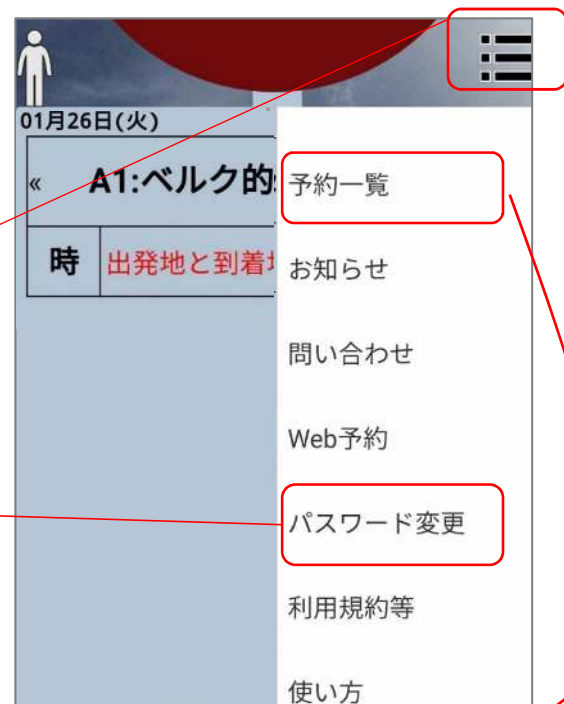 01月26日(火)
« A1:ベルク的
時 出発地と到着
予約一覧
お知らせ
問い合わせ
Web予約
パスワード変更
利用規約等
使い方